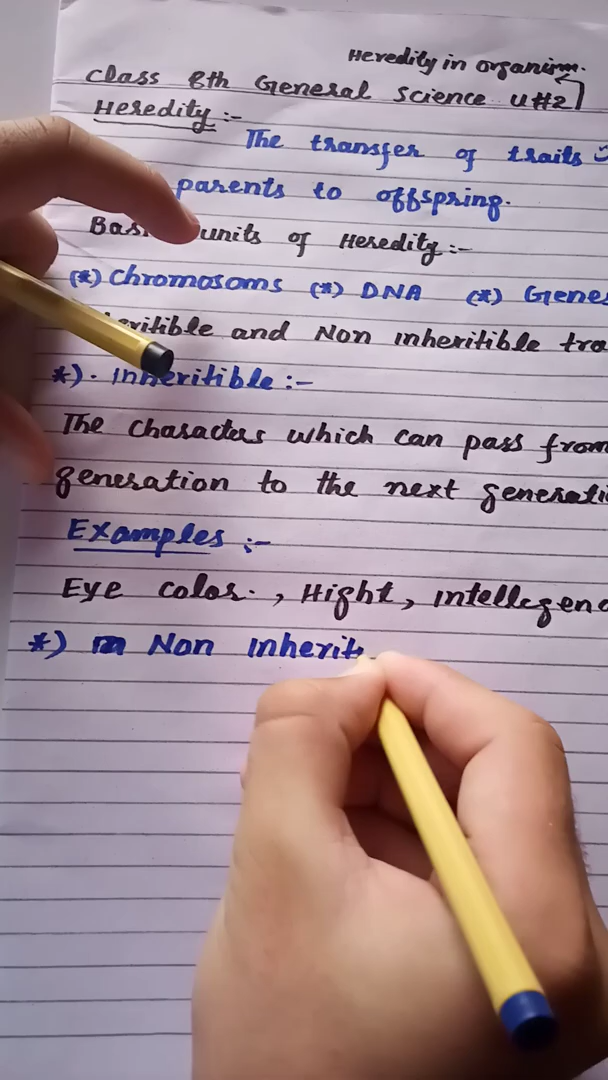 Heredity in organism.
Class 8th General Science U#2
Heredity :-
The transfer of traits
parents to offspring.
units of Heredity :-
(*) Chromosoms (*) DNA (*) Genes
and Non inheritible tra
*). inheritible :-
The Characters which can pass from
generation to the next generati
Examples :-
Eye color. , Hight, intellegenc
*) Non inherit